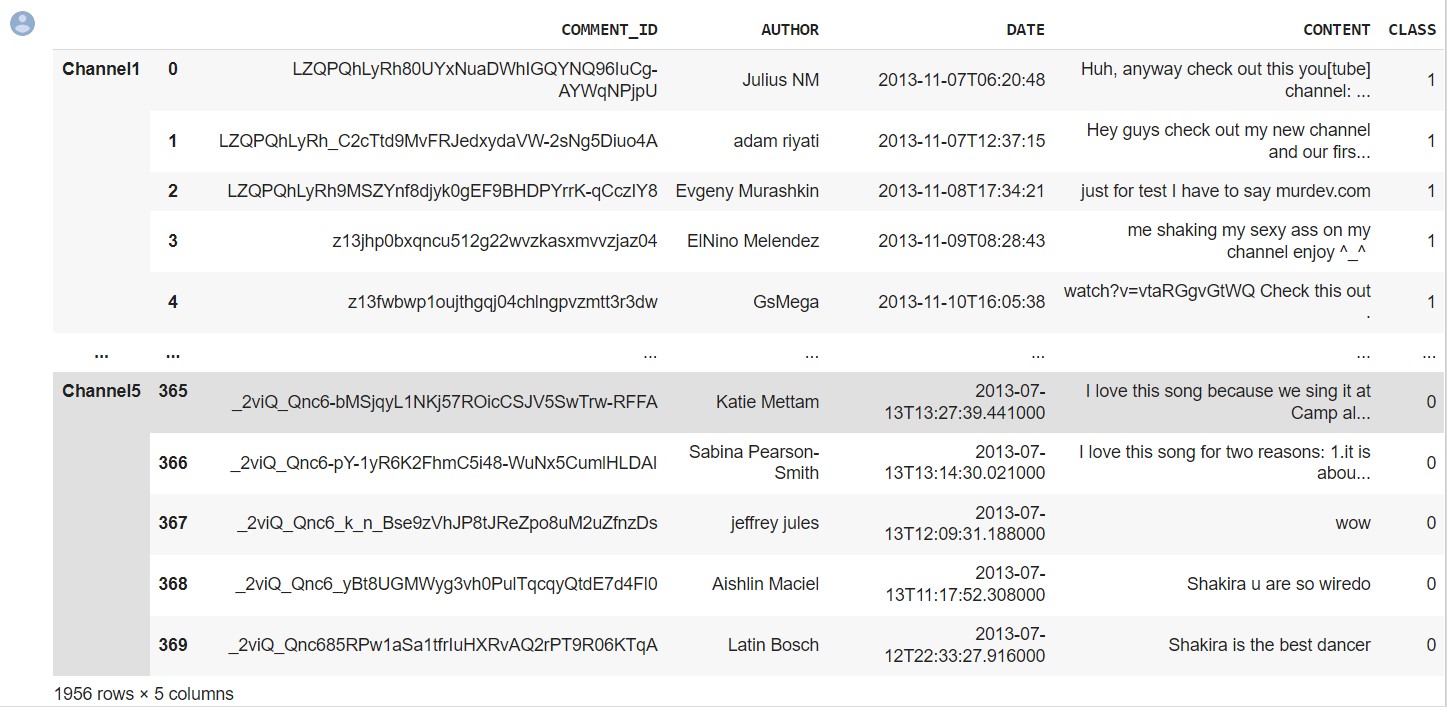 COMMENT_ID AUTHOR DATE CONTENT CLASS
Channel1 0 LZQPQhLyRh80UYxNuaDWhIGQYNQ96IuCg-AYWqNPjpU Julius NM 2013-11-07T06:20:48 Huh, anyway check out this you[tube] channel: ... 1
1 LZQPQhLyRh_C2cTtd9MvFRJedxydaVW-2sNg5Diuo4A adam riyati 2013-11-07T12:37:15 Hey guys check out my new channel and our firs... 1
2 LZQPQhLyRh9MSZYnf8djyk0gEF9BHDPYrrK-qCczIY8 Evgeny Murashkin 2013-11-08T17:34:21 just for test I have to say murdev.com 1
3 z13jhp0bxqncu512g22wvzkasxmvvzjaz04 ElNino Melendez 2013-11-09T08:28:43 me shaking my sexy ass on my channel enjoy ^_^ 1
4 z13fwbwp1oujthgqj04chlngpvzmtt3r3dw GsMega 2013-11-10T16:05:38 watch?v=vtaRGgvGtWQ Check this out . 1
... ... ... ... ... ... ...
Channel5 365 _2viQ_Qnc6-bMSjqyL1NKj57ROicCSJV5SwTrw-RFFA Katie Mettam 2013-07-13T13:27:39.441000 I love this song because we sing it at Camp al... 0
366 _2viQ_Qnc6-pY-1yR6K2FhmC5i48-WuNx5CumlHLDAI Sabina Pearson-Smith 2013-07-13T13:14:30.021000 I love this song for two reasons: 1.it is abou... 0
367 _2viQ_Qnc6_k_n_Bse9zVhJP8tJReZpo8uM2uZfnzDs jeffrey jules 2013-07-13T12:09:31.188000 wow 0
368 _2viQ_Qnc6_yBt8UGMWyg3vh0PulTqcqyQtdE7d4Fl0 Aishlin Maciel 2013-07-13T11:17:52.308000 Shakira u are so wiredo 0
369 _2viQ_Qnc685RPw1aSa1tfrIuHXRvAQ2rPT9R06KTqA Latin Bosch 2013-07-12T22:33:27.916000 Shakira is the best dancer 0
1956 rows × 5 columns